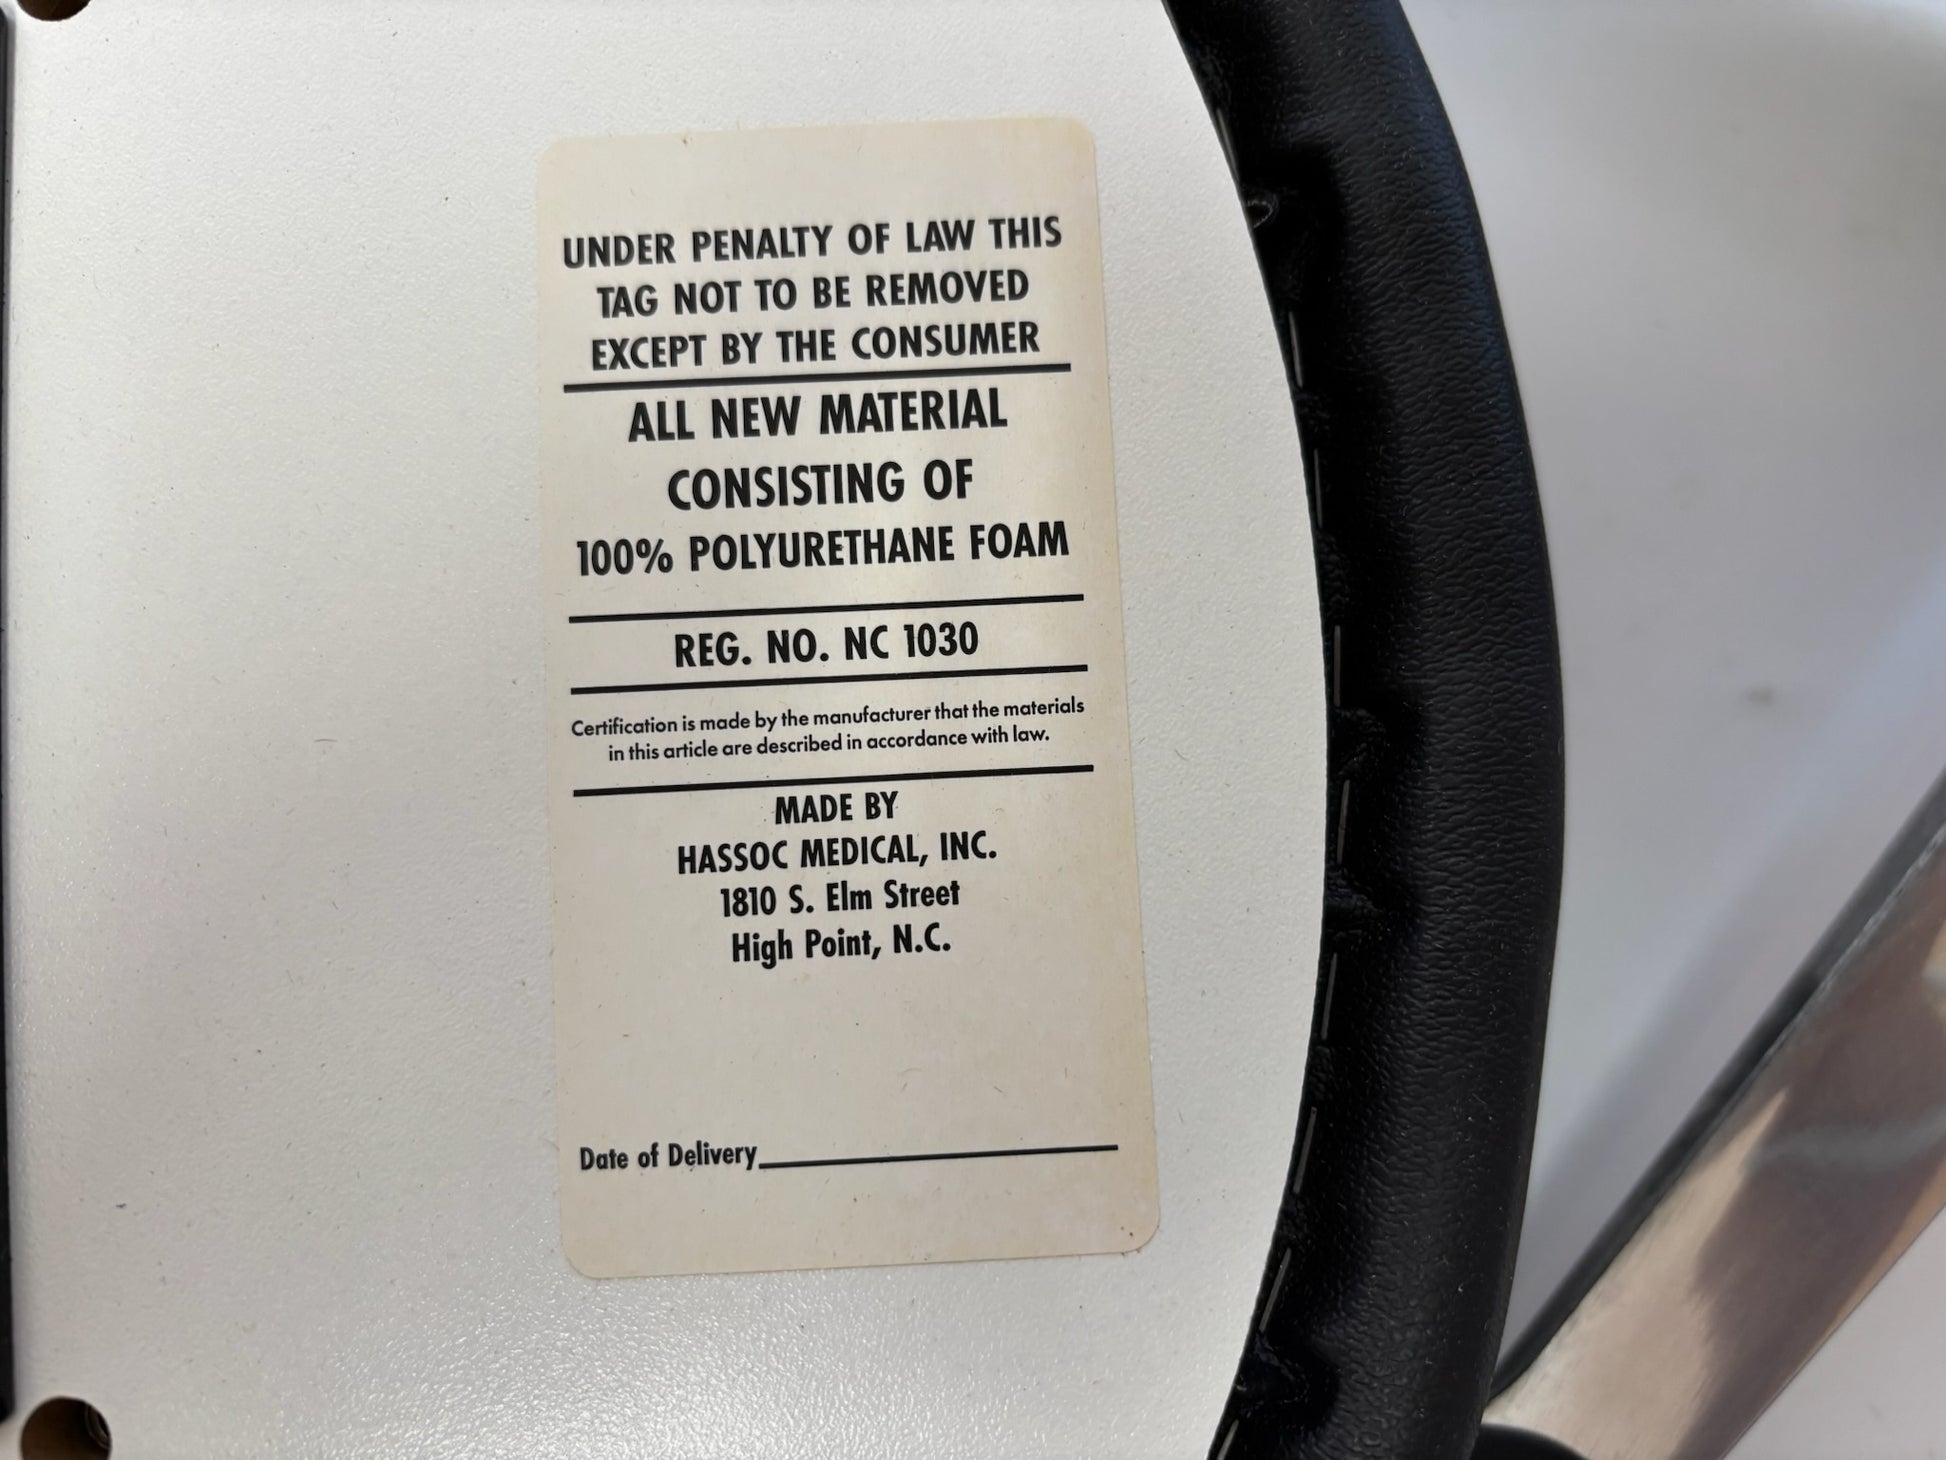 UNDER PENALTY OF LAW THIS
TAG NOT TO BE REMOVED
EXCEPT BY THE CONSUMER
ALL NEW MATERIAL
CONSISTING OF
100% POLYURETHANE FOAM
REG. NO. NC 1030
Certification is made by the manufacturer that the materials
in this article are described in accordance with law.
MADE BY
HASSOC MEDICAL, INC.
1810 S. Elm Street
High Point, N.C.
Date of Delivery